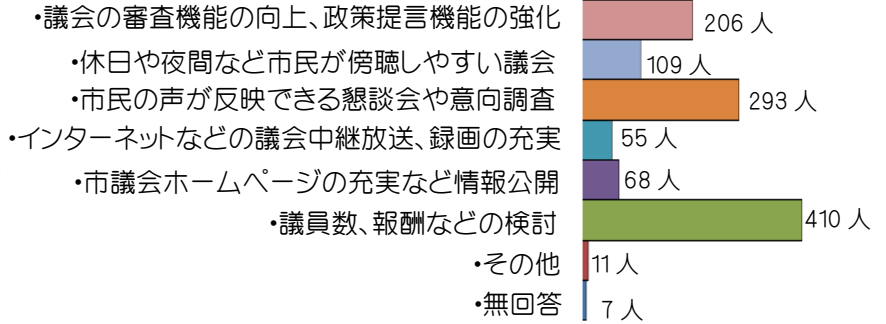 ・議会の審査機能の向上、政策提言機能の強化 206 人
・休日や夜間など市民が傍聴しやすい議会 109 人
・市民の声が反映できる懇談会や意向調査 293 人
・インターネットなどの議会中継放送、録画の充実 55 人
・市議会ホームページの充実など情報公開 68 人
・議員数、報酬などの検討 410 人
・その他 11 人
・無回答 7 人